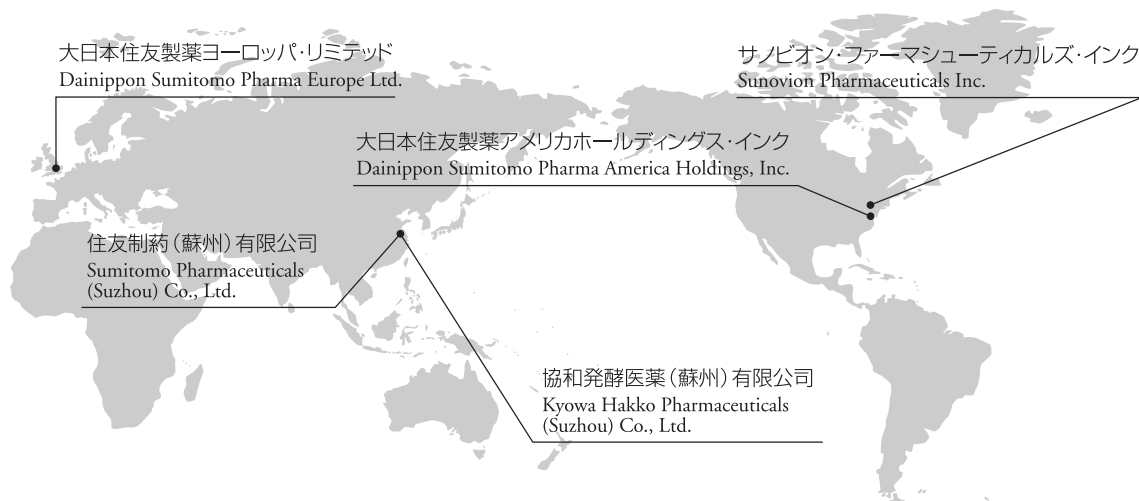 大日本住友製薬ヨーロッパ・リミテッド
Dainippon Sumitomo Pharma Europe Ltd.
サノビオン・ファーマシューティカルズ・インク
Sunovion Pharmaceuticals Inc.
大日本住友製薬アメリカホールディングス・インク
Dainippon Sumitomo Pharma America Holdings, Inc.
住友制葯（蘇州）有限公司
Sumitomo Pharmaceuticals
(Suzhou) Co., Ltd.
協和発酵医薬（蘇州）有限公司
Kyowa Hakko Pharmaceuticals
(Suzhou) Co., Ltd.